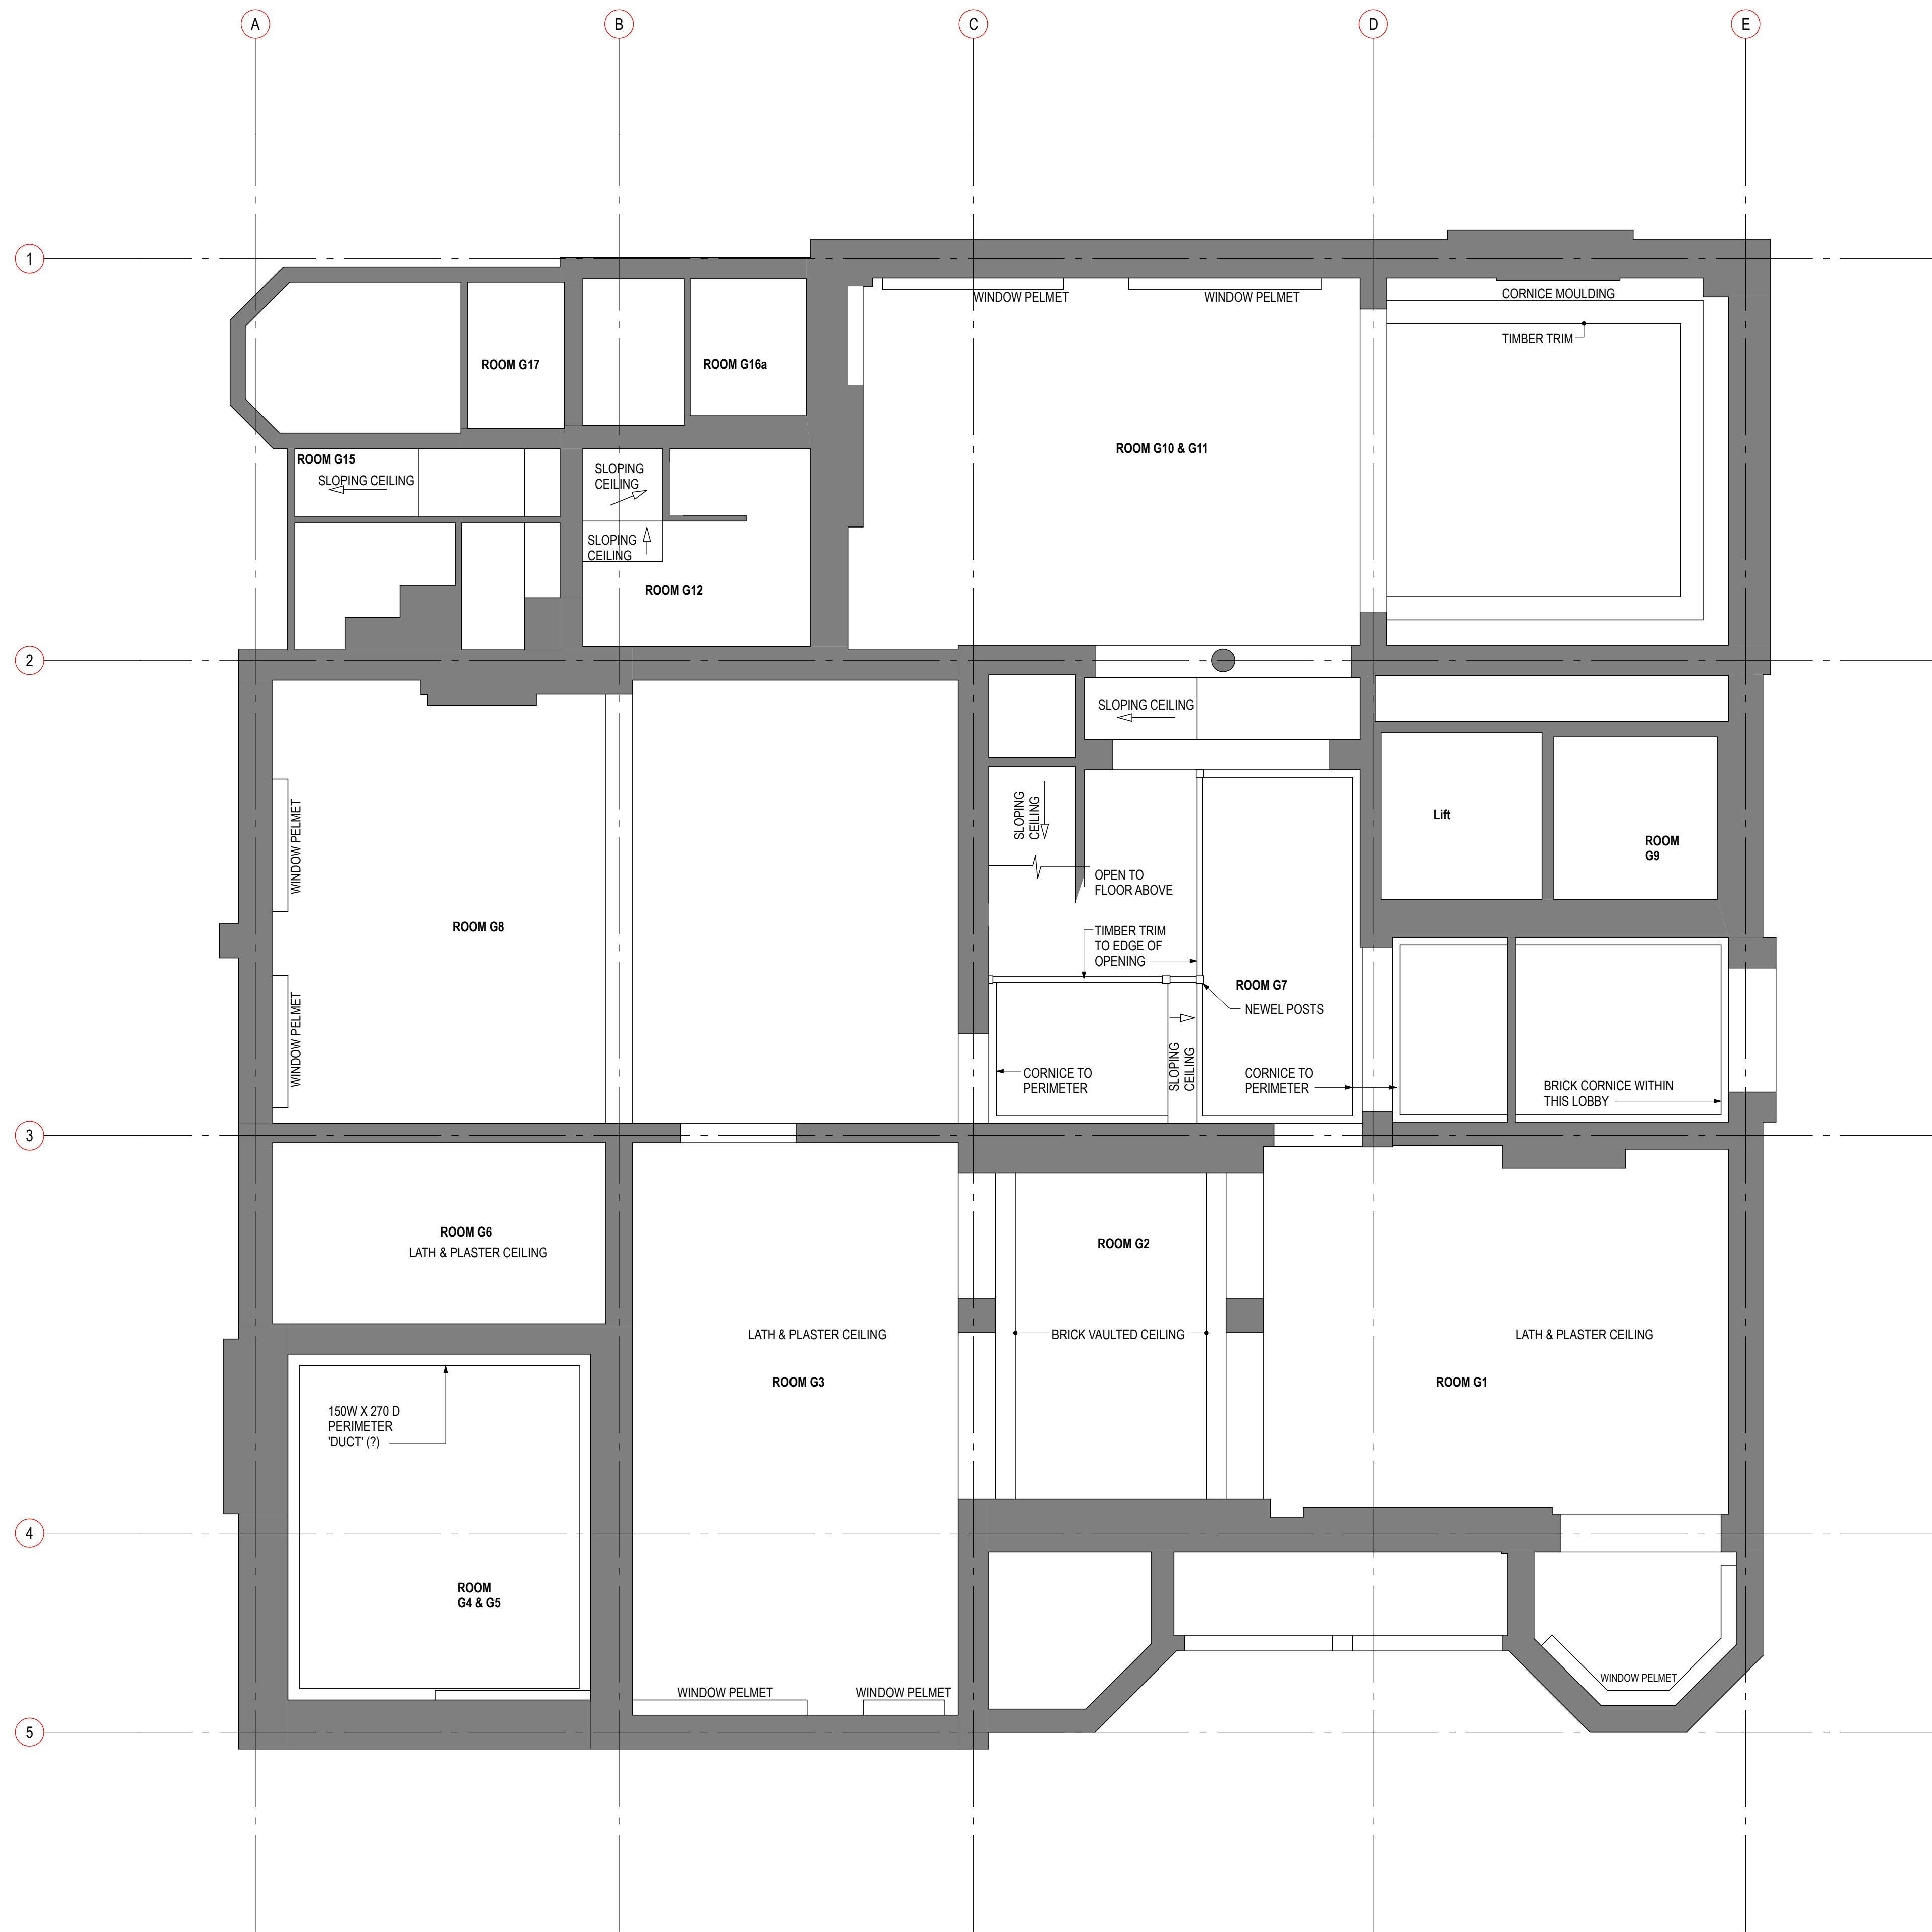 A
B
C
D
E
1
WINDOW PELMET
WINDOW PELMET
CORNICE MOULDING
TIMBER TRIM
ROOM G17
ROOM G16a
ROOM G10 & G11
ROOM G15
SLOPING CEILING
SLOPING
CEILING
SLOPING
CEILING
ROOM G12
2
SLOPING CEILING
WINDOW PELMET
SLOPING
CEILING
Lift
ROOM
G9
OPEN TO
FLOOR ABOVE
ROOM G8
TIMBER TRIM
TO EDGE OF
OPENING
ROOM G7
NEWEL POSTS
WINDOW PELMET
CORNICE TO
PERIMETER
SLOPING
CEILING
CORNICE TO
PERIMETER
BRICK CORNICE WITHIN
THIS LOBBY
3
ROOM G6
LATH & PLASTER CEILING
ROOM G2
LATH & PLASTER CEILING
BRICK VAULTED CEILING
LATH & PLASTER CEILING
ROOM G3
ROOM G1
150W X 270 D
PERIMETER
'DUCT' (?)
4
ROOM
G4 & G5
WINDOW PELMET
WINDOW PELMET
WINDOW PELMET
5